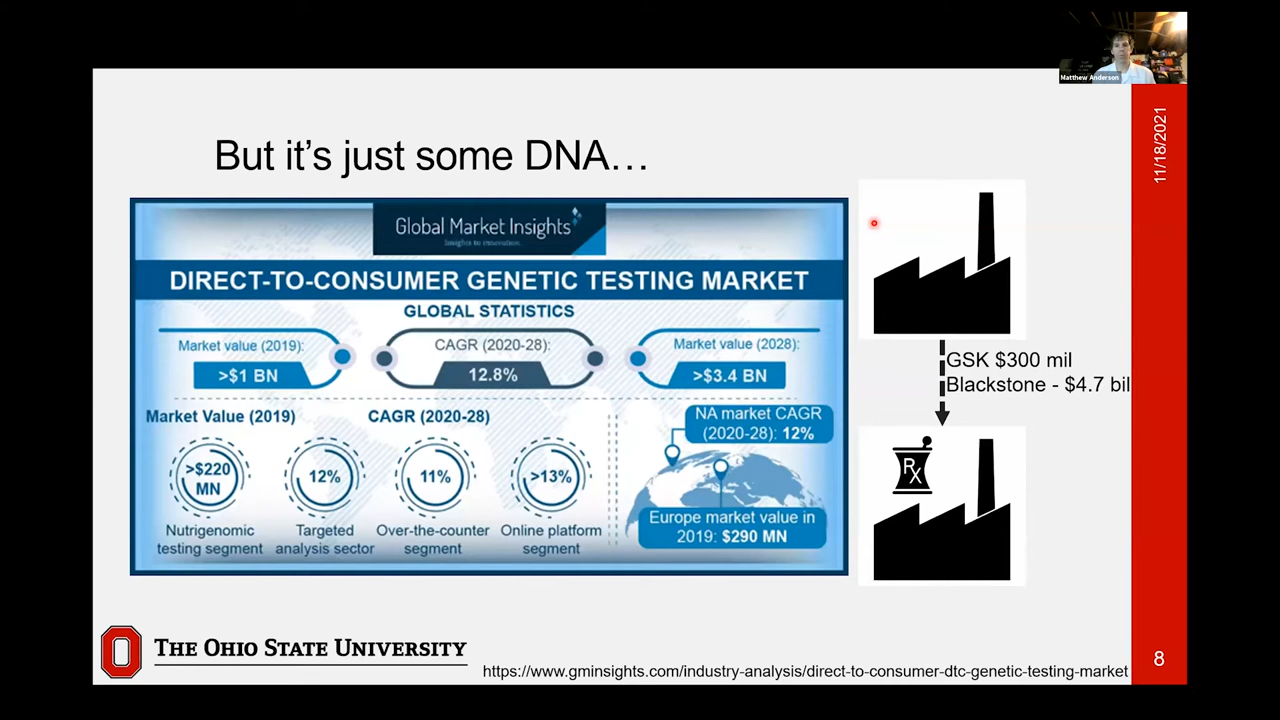 Matthew Anderson
11/18/2021
But it's just some DNA…
Global Market Insights
Insights to innovation.
DIRECT-TO-CONSUMER GENETIC TESTING MARKET
GLOBAL STATISTICS
Market value (2019):
>$1 BN
CAGR (2020-28):
12.8%
Market value (2028):
>$3.4 BN
Market Value (2019)
CAGR (2020-28)
>$220
MN
Nutrigenomic
testing segment
12%
Targeted
analysis sector
11%
Over-the-counter
segment
>13%
Online platform
segment
NA market CAGR
(2020-28): 12%
Europe market value in
2019: $290 MN
GSK $300 mil
Blackstone - $4.7 bil
RX
THE OHIO STATE UNIVERSITY
https://www.gminsights.com/industry-analysis/direct-to-consumer-dtc-genetic-testing-market
8